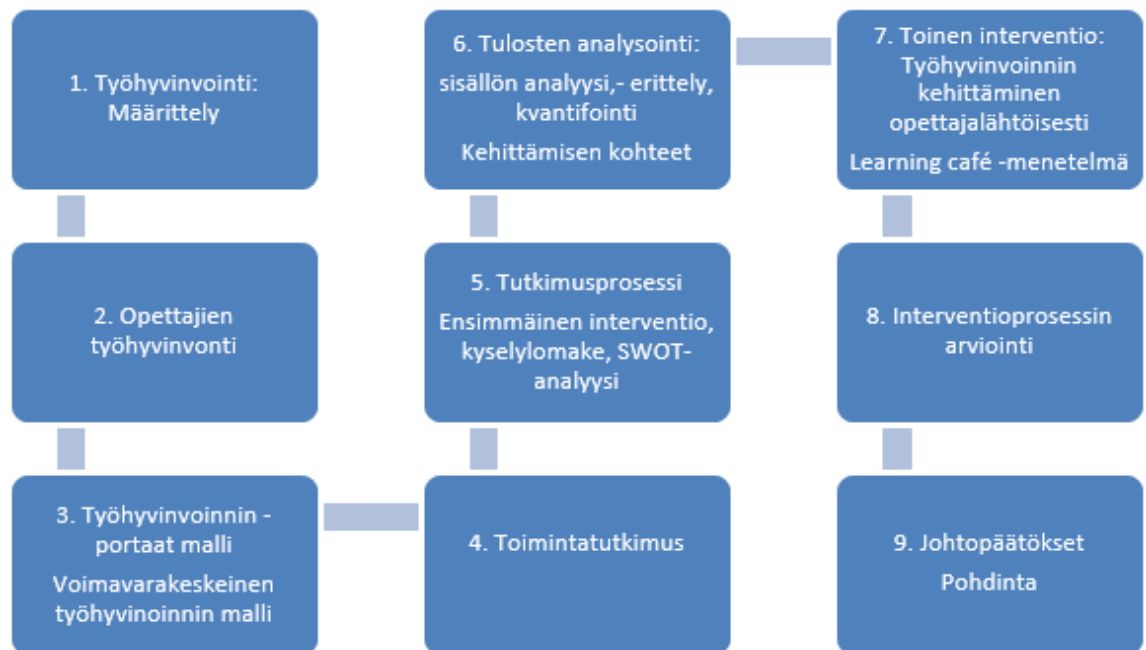 1. Työhyvinvointi:
Määrittely
2. Opettajien
työhyvinvonti
3. Työhyvinvoinnin -
portaat malli
Voimavarakeskeinen
työhyvinoinnin malli
4. Toimintatutkimus
5. Tutkimusprosessi
Ensimmäinen interventio,
kyselylomake, SWOT-
analyysi
6. Tulosten analysointi:
sisällön analyysi,- erittely,
kvantifointi
Kehittämisen kohteet
7. Toinen interventio:
Työhyvinvoinnin
kehittäminen
opettajalähtöisesti
Learning café -menetelmä
8. Interventioprosessin
arviointi
9. Johtopäätökset
Pohdinta